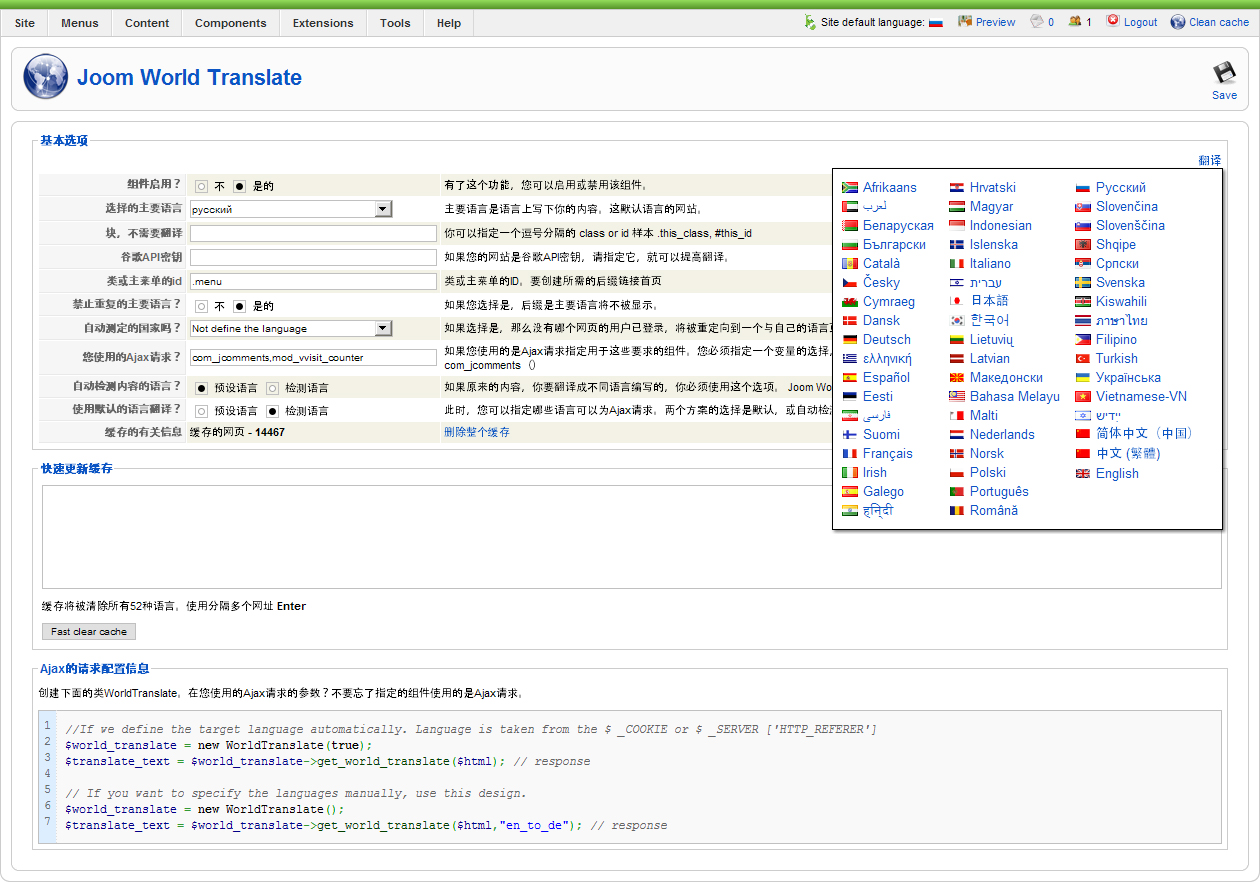 Site Menus Content Components Extensions Tools Help Site default language: Preview 0 1 Logout Clean cache
Joom World Translate
Save
基本选项
翻译
组件启用？ 不 是的 有了这个功能，您可以启用或禁用该组件。
选择的主要语言 русский 主要语言是语言上写下你的内容。这默认语言的网站。
块，不需要翻译 你可以指定一个逗号分隔的 class or id 样本 .this_class, #this_id
谷歌API密钥 如果您的网站是谷歌API密钥，请指定它，就可以提高翻译。
类或主菜单的id .menu 类或主菜单的ID。要创建所需的后缀链接首页
禁止重复的主要语言？ 不 是的 如果您选择是，后缀是主要语言将不被显示。
自动测定的国家吗？ Not define the language 如果选择是，那么没有哪个网页的用户已登录，将被重定向到一个与自己的语言
您使用的Ajax请求？ com_jcomments,mod_vvisit_counter 如果您使用的是Ajax请求指定用于这些要求的组件。您必须指定一个变量的选择，
com_jcomments （）
自动检测内容的语言？ 预设语言 检测语言 如果原来的内容，你要翻译成不同语言编写的，你必须使用这个选项。 Joom Wo
使用默认的语言翻译？ 预设语言 检测语言 此时，您可以指定哪些语言可以为Ajax请求。两个方案的选择是默认，或自动检
缓存的有关信息 缓存的网页 - 14467 删除整个缓存
Afrikaans Hrvatski Русский
لعرب Magyar Slovenčina
Беларуская Indonesian Slovenščina
Български Islenska Shqipe
Català Italiano Српски
Česky עברית Svenska
Cymraeg 日本語 Kiswahili
Dansk 한국어 ภาษาไทย
Deutsch Lietuvių Filipino
ελληνική Latvian Turkish
Español Македонски Українська
Eesti Bahasa Melayu Vietnamese-VN
فارسی Malti ייִדיש
Suomi Nederlands 简体中文（中国）
Français Norsk 中文 (繁體)
Irish Polski English
Galego Português
हिन्दी Română
快速更新缓存
缓存将被清除所有52种语言，使用分隔多个网址 Enter
Fast clear cache
Ajax的请求配置信息
创建下面的类WorldTranslate，在您使用的Ajax请求的参数？不要忘了指定的组件使用的是Ajax请求。
1 //If we define the target language automatically. Language is taken from the $ _COOKIE or $ _SERVER ['HTTP_REFERER']
2 $world_translate = new WorldTranslate(true);
3 $translate_text = $world_translate->get_world_translate($html); // response
4
5 // If you want to specify the languages manually, use this design.
6 $world_translate = new WorldTranslate();
7 $translate_text = $world_translate->get_world_translate($html,"en_to_de"); // response